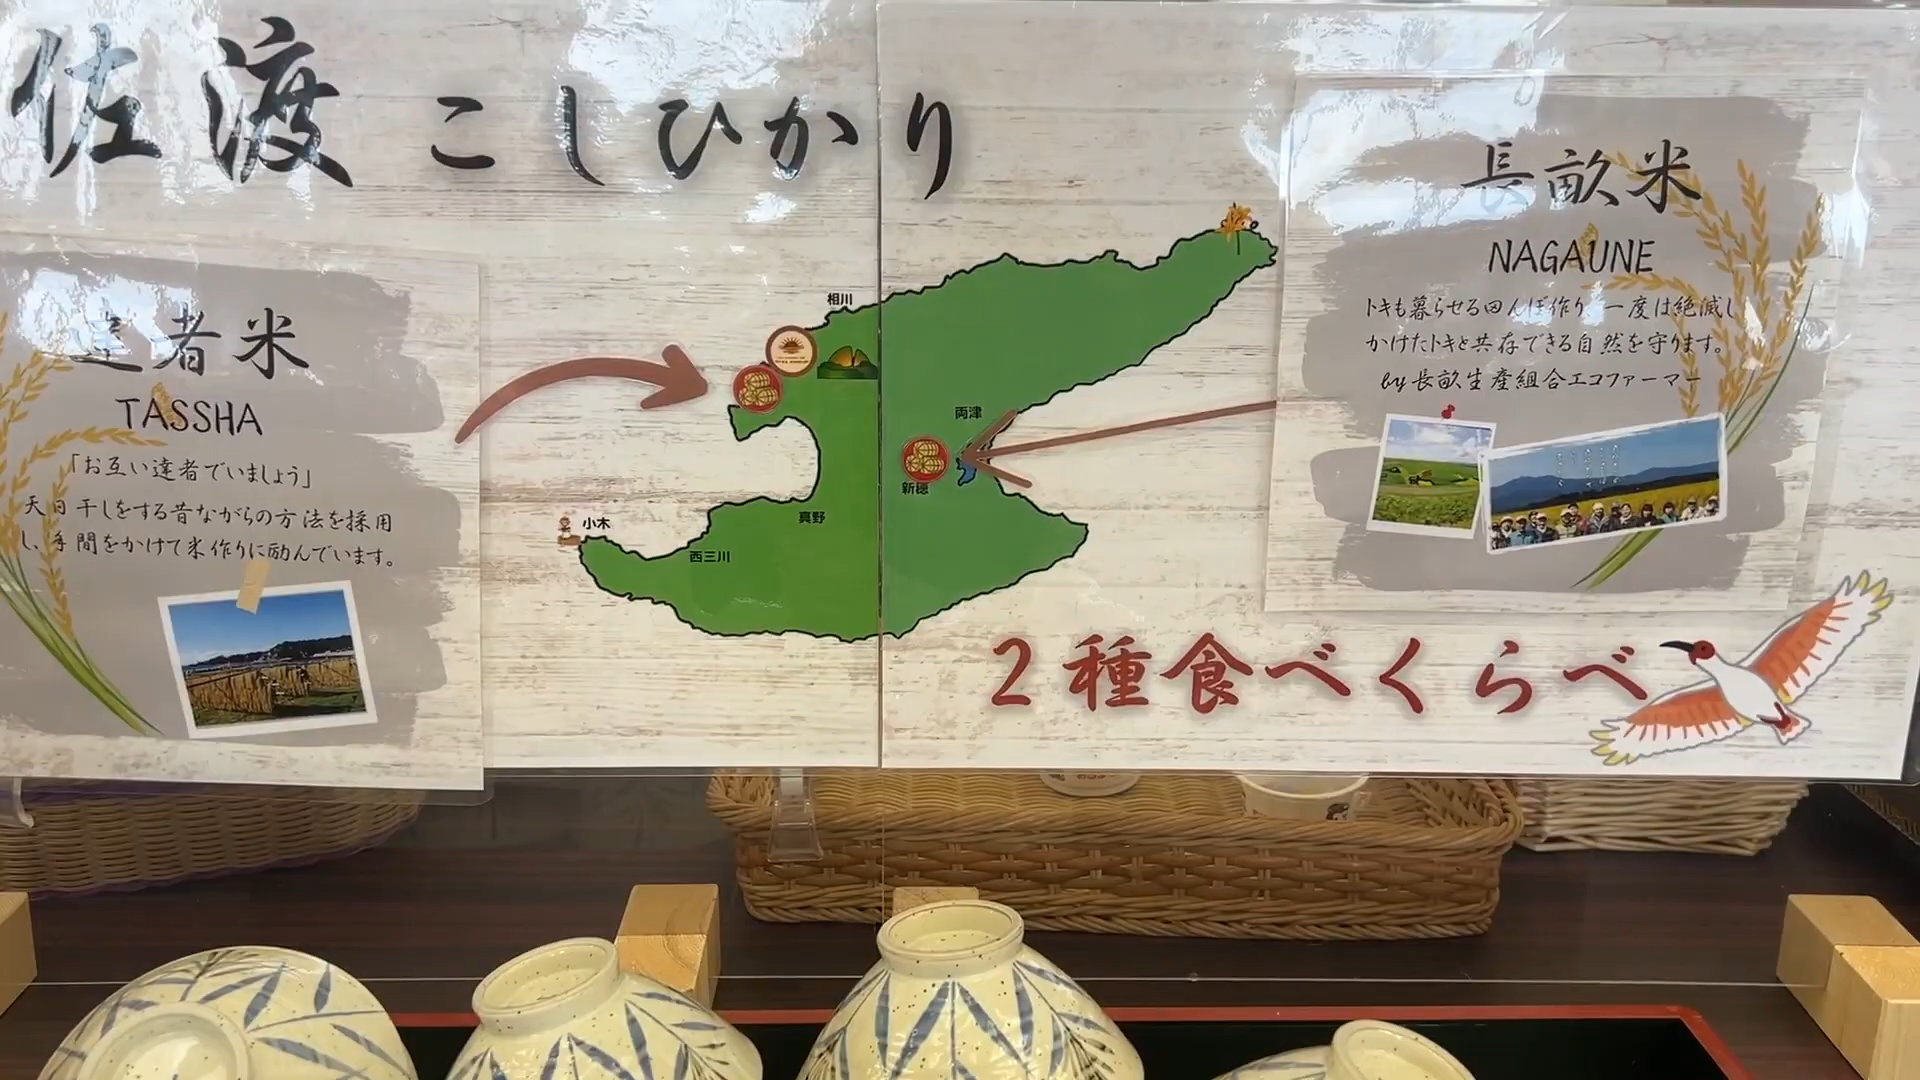 佐渡 こしひかり
達者米
TASSHA
「お互い達者でいましょう」
天日干しをする昔ながらの方法を採用
し、手間をかけて米作りに励んでいます。
相川
両津
新穂
真野
小木
西三川
長畝米
NAGAUNE
トキも暮らせる田んぼ作り 一度は絶滅し
かけたトキと共存できる自然を守ります。
by 長畝生産組合エコファーマー
2種食べくらべ